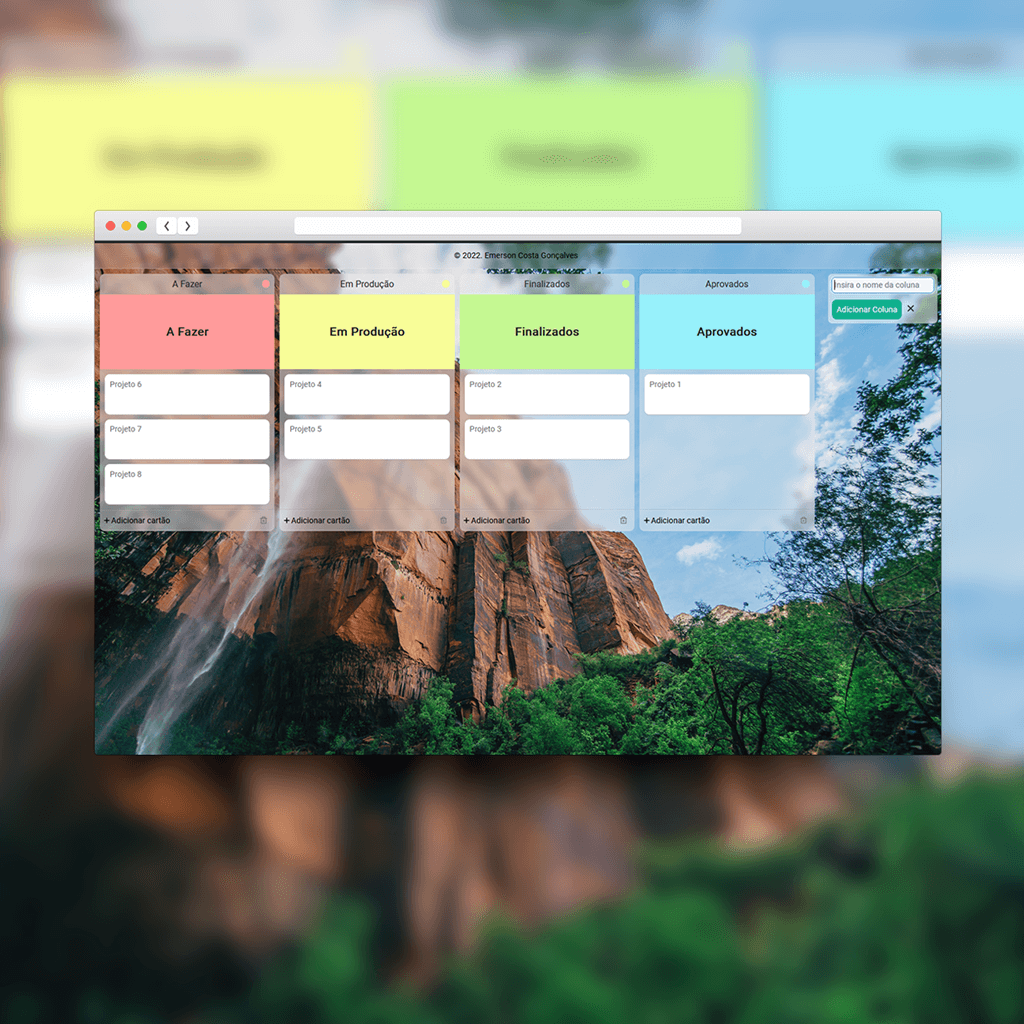 © 2022. Emerson Costa Gonçalves
A Fazer
Em Produção
Finalizados
Aprovados
Insira o nome da coluna
Adicionar Coluna
A Fazer
Em Produção
Finalizados
Aprovados
Projeto 6
Projeto 4
Projeto 2
Projeto 1
Projeto 7
Projeto 5
Projeto 3
Projeto 8
+ Adicionar cartão
+ Adicionar cartão
+ Adicionar cartão
+ Adicionar cartão